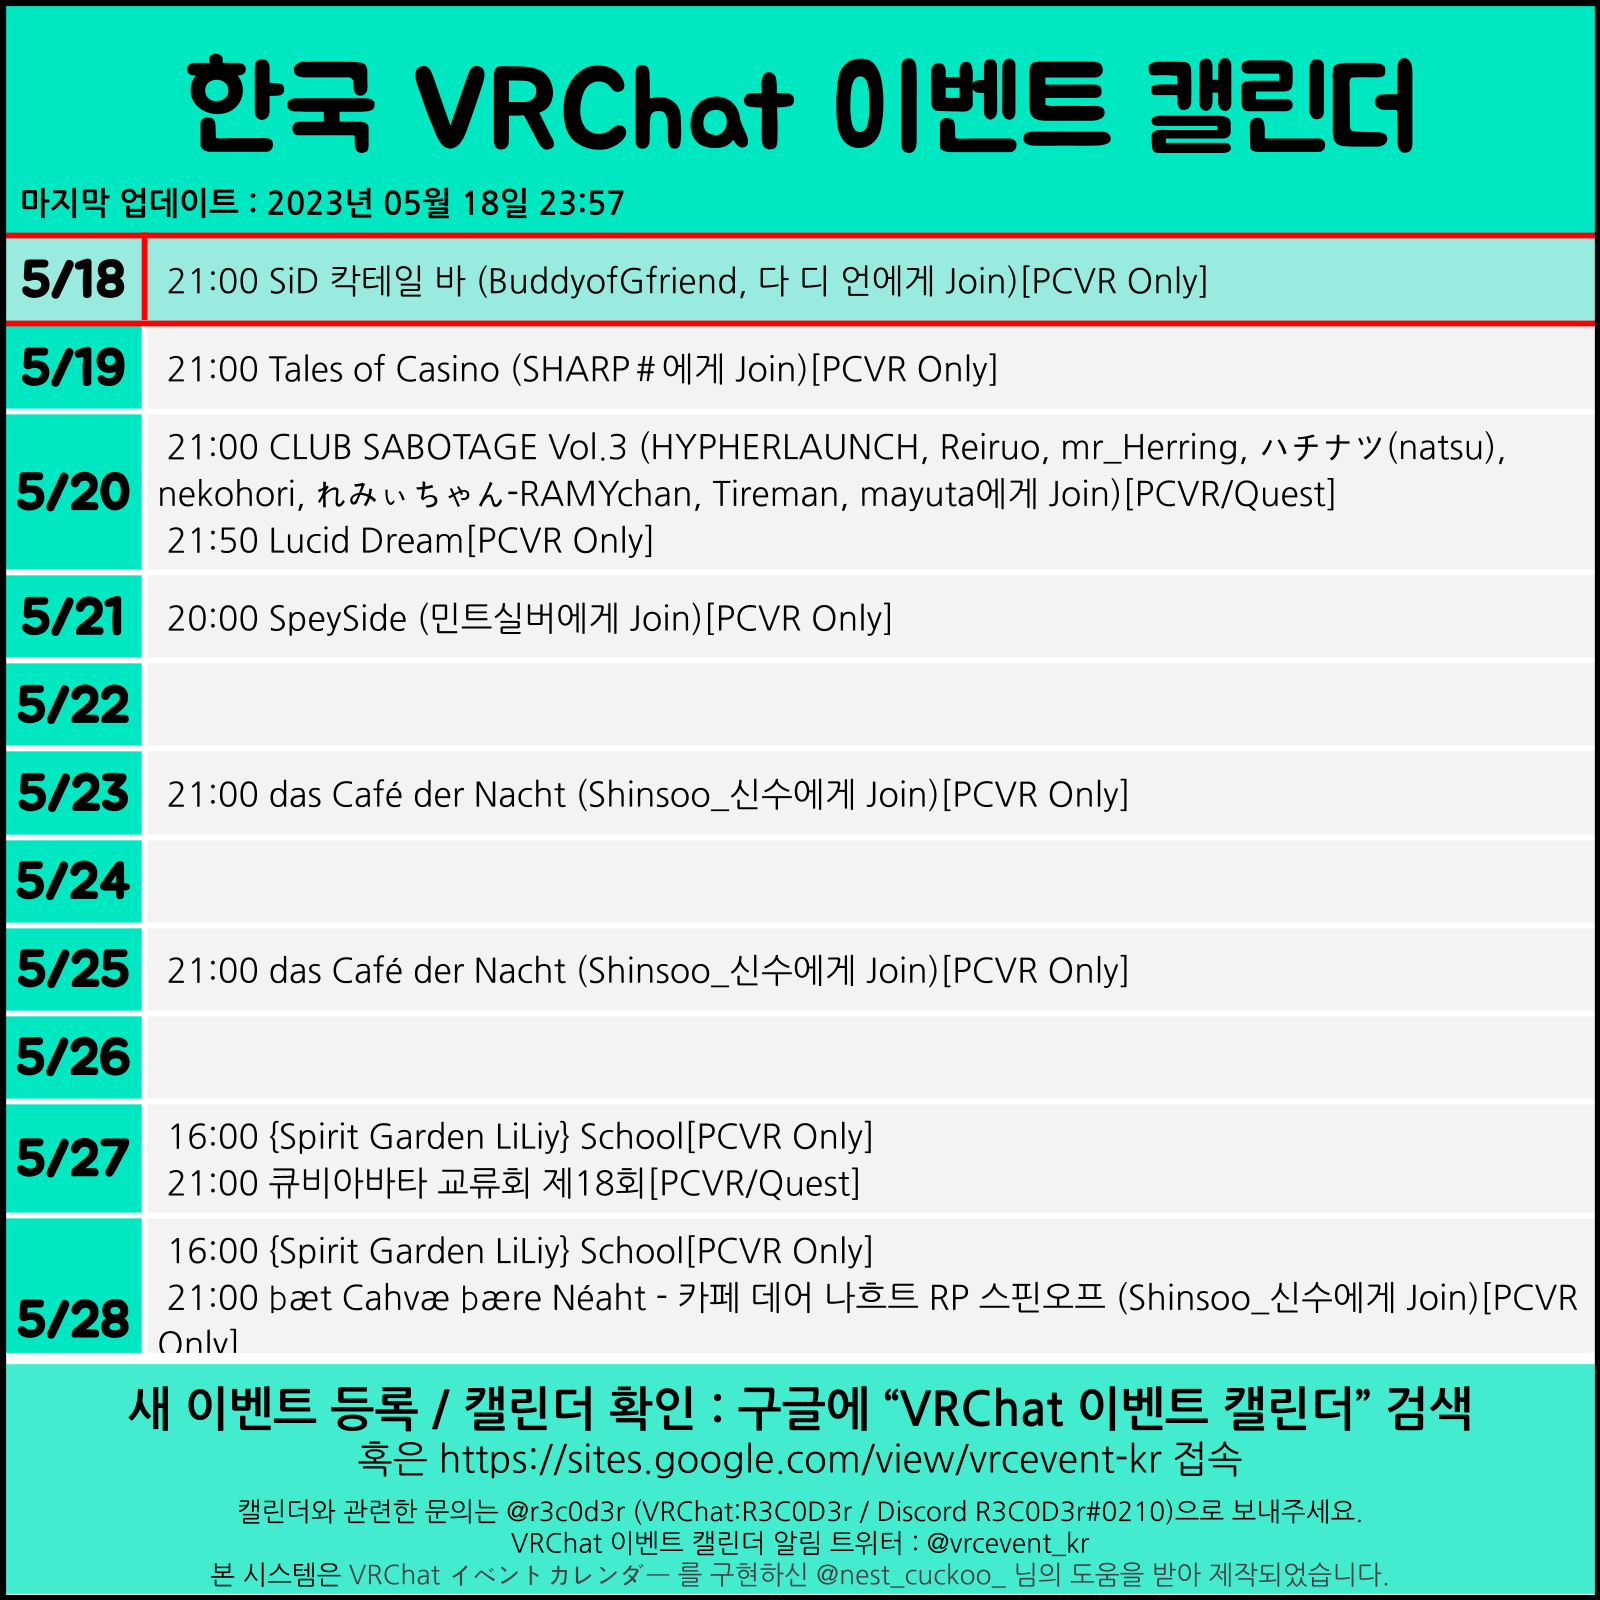 한국 VRChat 이벤트 캘린더
마지막 업데이트 : 2023년 05월 18일 23:57
5/18
21:00 SiD 칵테일 바 (BuddyofGfriend, 다 디 언에게 Join)[PCVR Only]
5/19
21:00 Tales of Casino (SHARP＃에게 Join)[PCVR Only]
5/20
21:00 CLUB SABOTAGE Vol.3 (HYPHERLAUNCH, Reiruo, mr_Herring, ハチナツ(natsu),
nekohori, れみぃちゃん-RAMYchan, Tireman, mayuta에게 Join)[PCVR/Quest]
21:50 Lucid Dream[PCVR Only]
5/21
20:00 SpeySide (민트실버에게 Join)[PCVR Only]
5/22
5/23
21:00 das Café der Nacht (Shinsoo_신수에게 Join)[PCVR Only]
5/24
5/25
21:00 das Café der Nacht (Shinsoo_신수에게 Join)[PCVR Only]
5/26
5/27
16:00 {Spirit Garden LiLiy} School[PCVR Only]
21:00 큐비아바타 교류회 제18회[PCVR/Quest]
5/28
16:00 {Spirit Garden LiLiy} School[PCVR Only]
21:00 þæt Cahvæ þære Néaht - 카페 데어 나흐트 RP 스핀오프 (Shinsoo_신수에게 Join)[PCVR
Only]
새 이벤트 등록 / 캘린더 확인 : 구글에 “VRChat 이벤트 캘린더” 검색
혹은 https://sites.google.com/view/vrcevent-kr 접속
캘린더와 관련한 문의는 @r3c0d3r (VRChat:R3C0D3r / Discord R3C0D3r#0210)으로 보내주세요.
VRChat 이벤트 캘린더 알림 트위터 : @vrcevent_kr
본 시스템은 VRChat イベントカレンダー 를 구현하신 @nest_cuckoo_ 님의 도움을 받아 제작되었습니다.